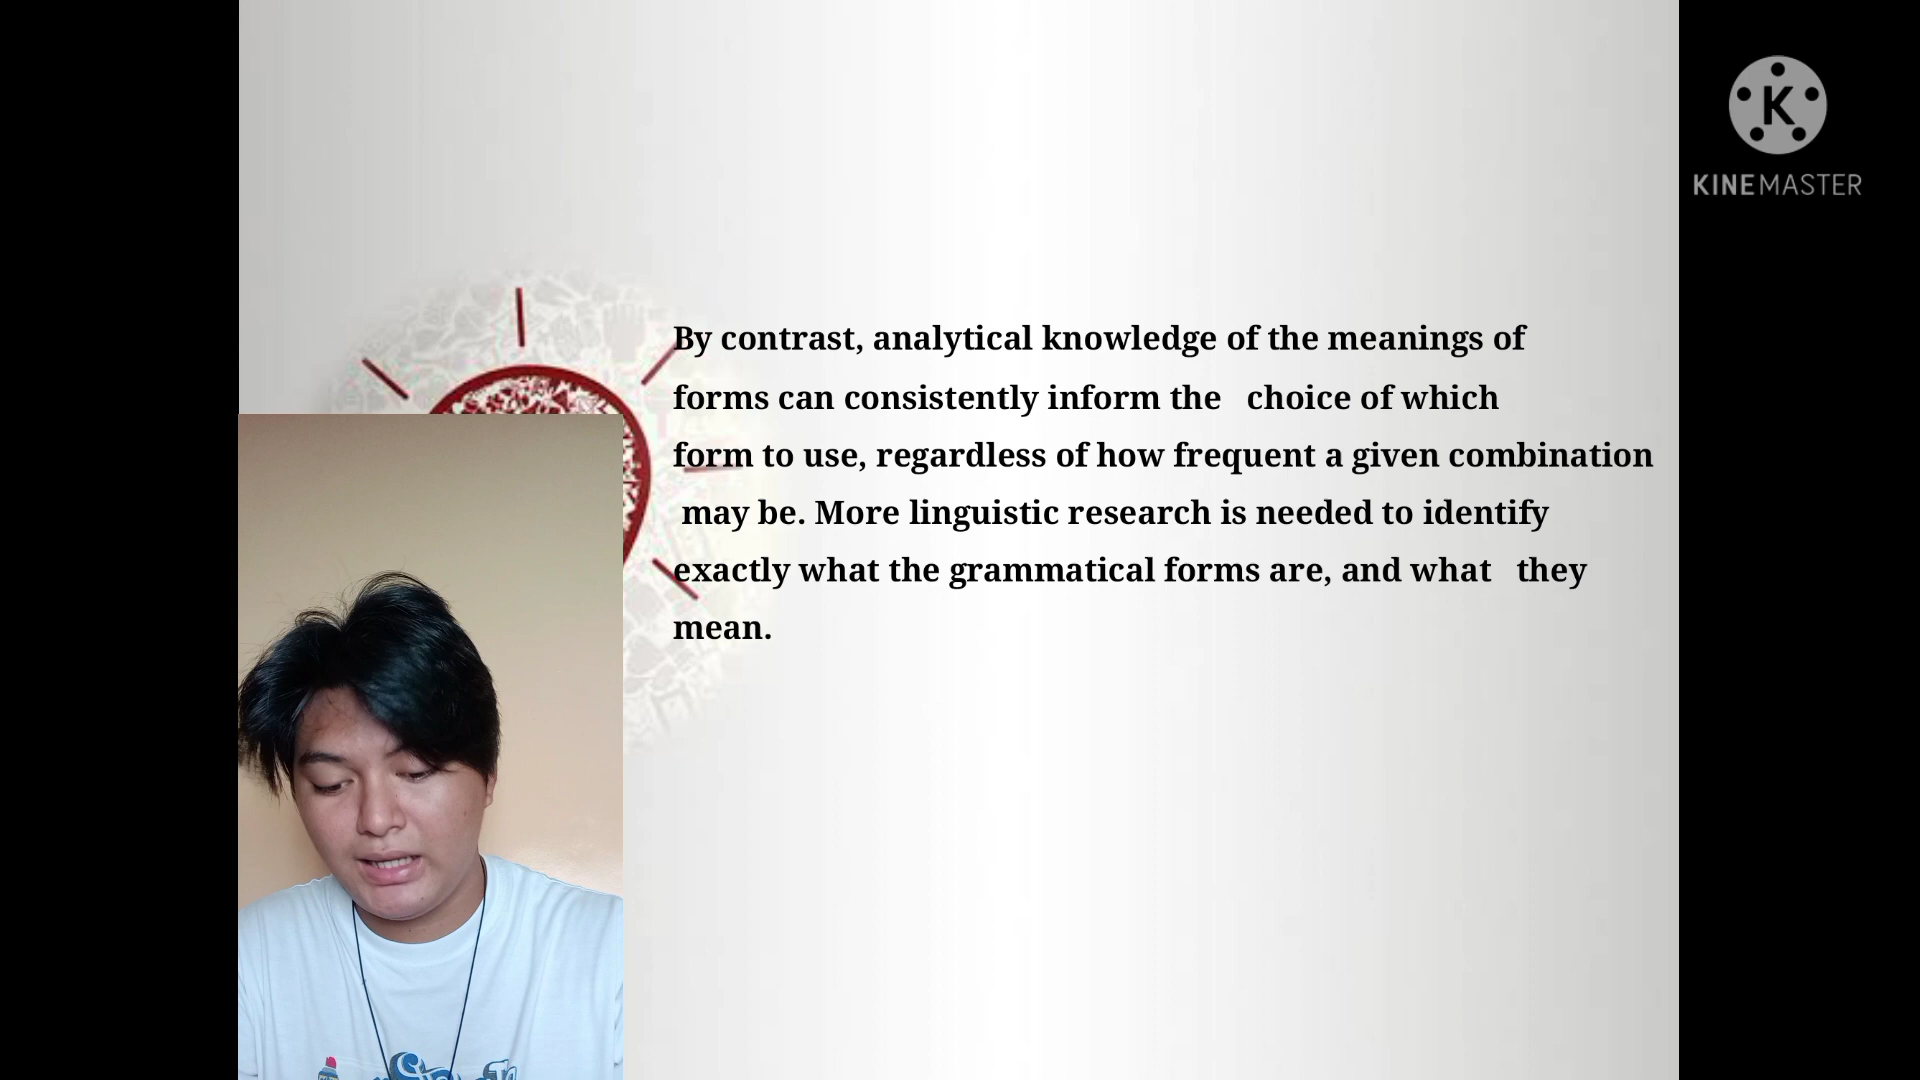 By contrast, analytical knowledge of the meanings of
forms can consistently inform the choice of which
form to use, regardless of how frequent a given combination
may be. More linguistic research is needed to identify
exactly what the grammatical forms are, and what they
mean.
K
KINEMASTER